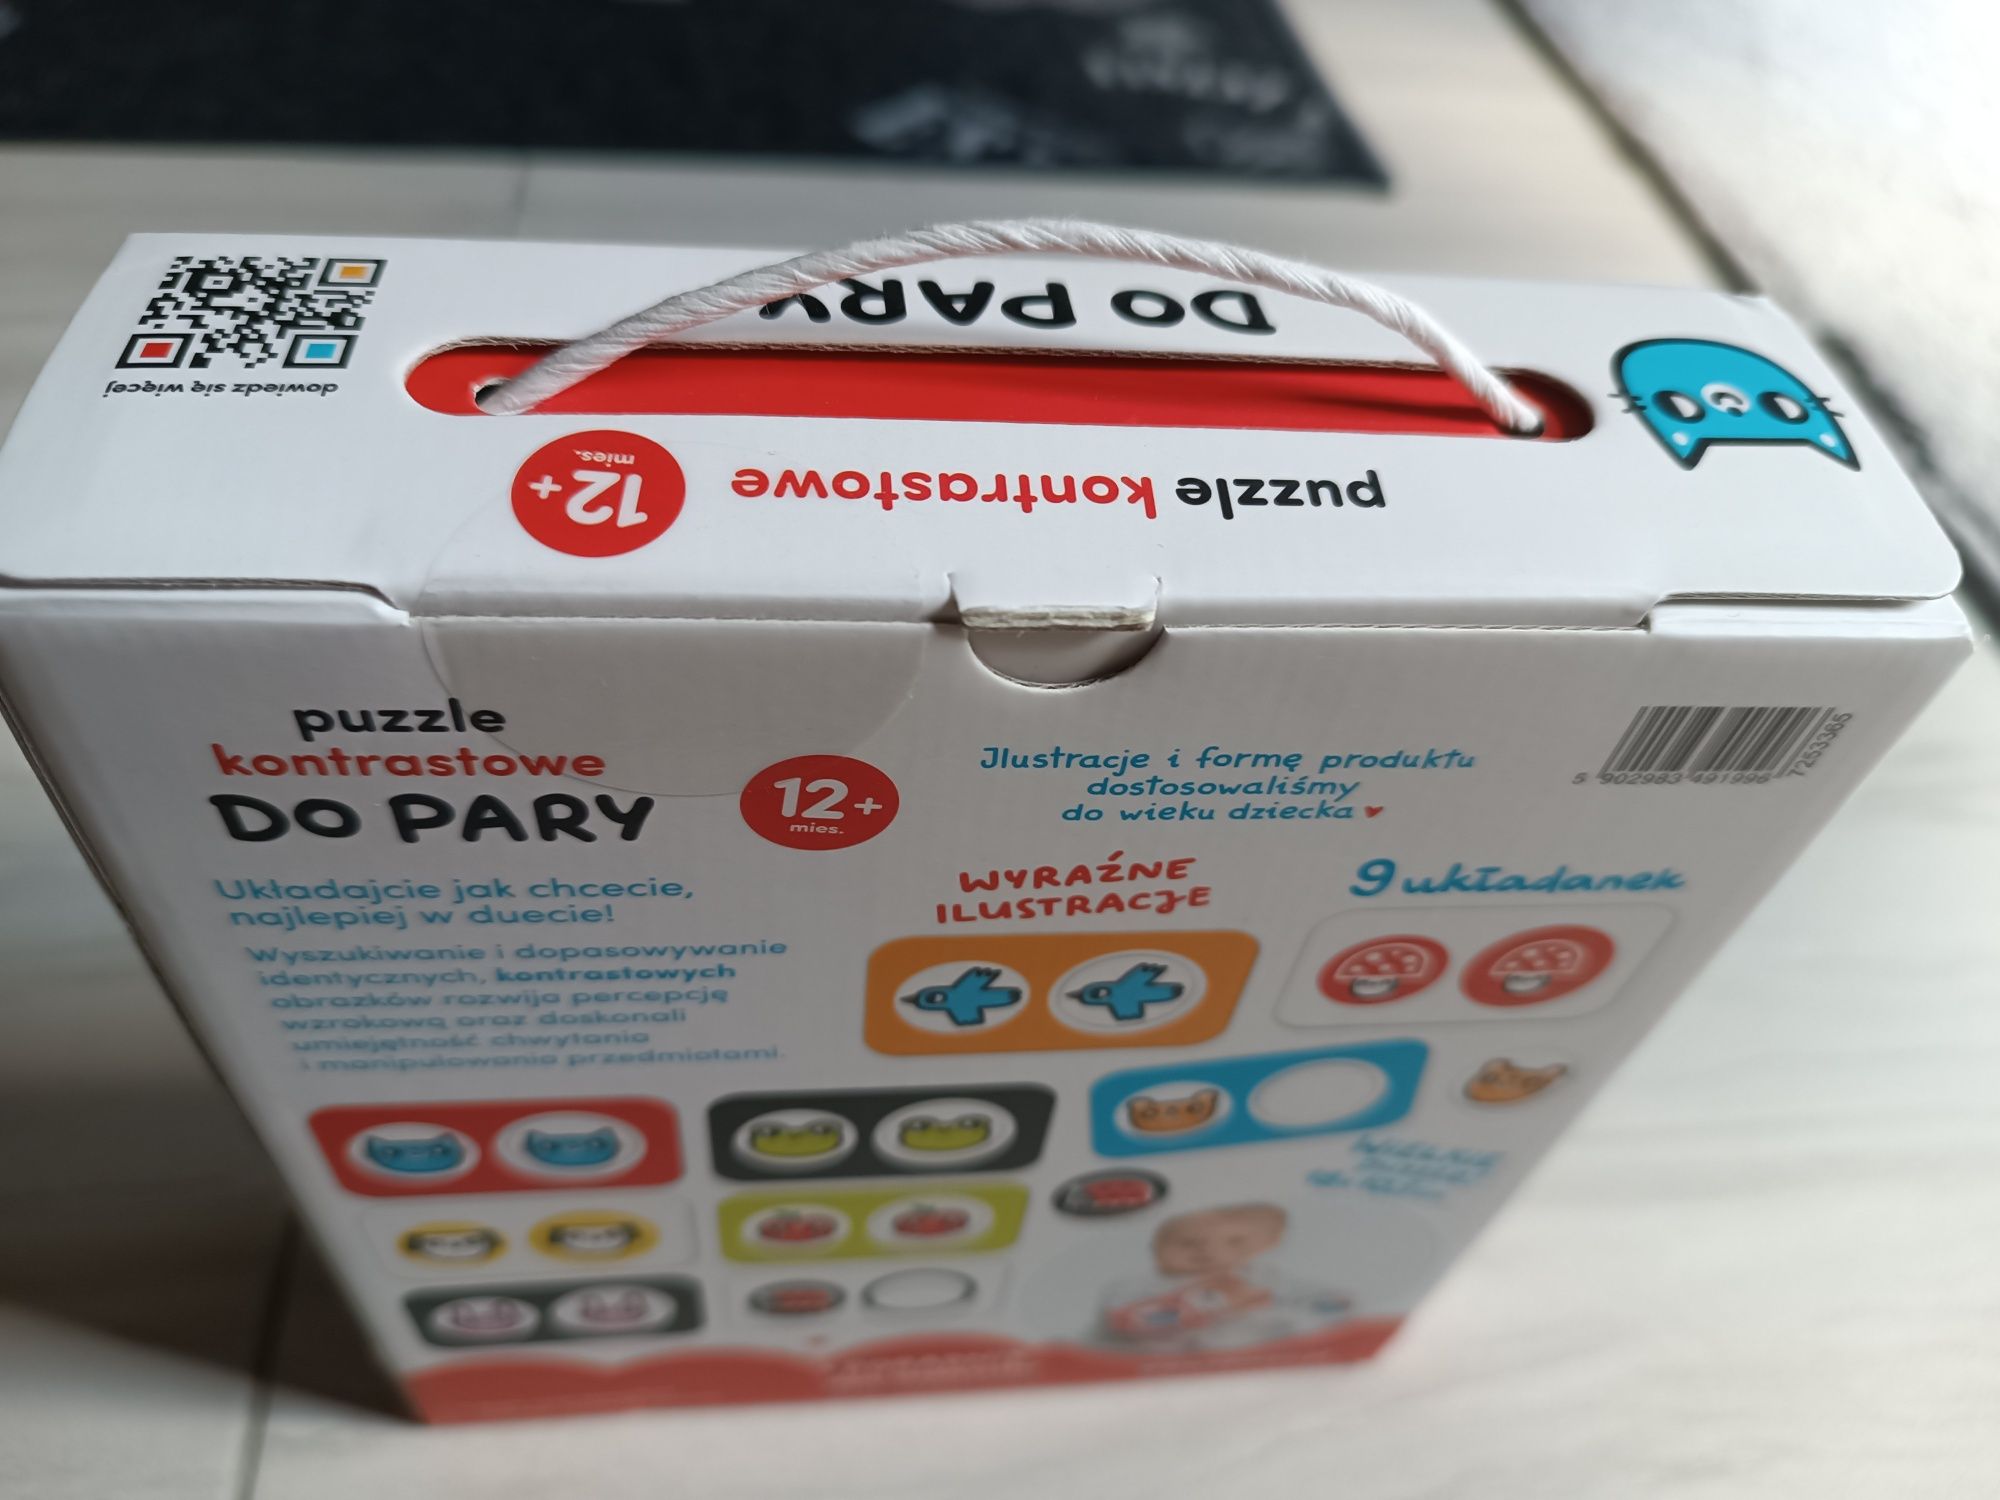 DO PARY
dowiedz się więcej
puzzle kontrastowe
12+
mies.
puzzle
kontrastowe
DO PARY
12+
mies.
Ilustracje i formę produktu
dostosowaliśmy
do wieku dziecka
5 902983 491996 7253365
Układajcie jak chcecie,
najlepiej w duecie!
WYRAŹNE
ILUSTRACJE
9 układanek
Wyszukiwanie i dopasowywanie
identycznych, kontrastowych
obrazków rozwija percepcję
wzrokową oraz doskonali
umiejętność chwytania
i manipulowania przedmiotami.